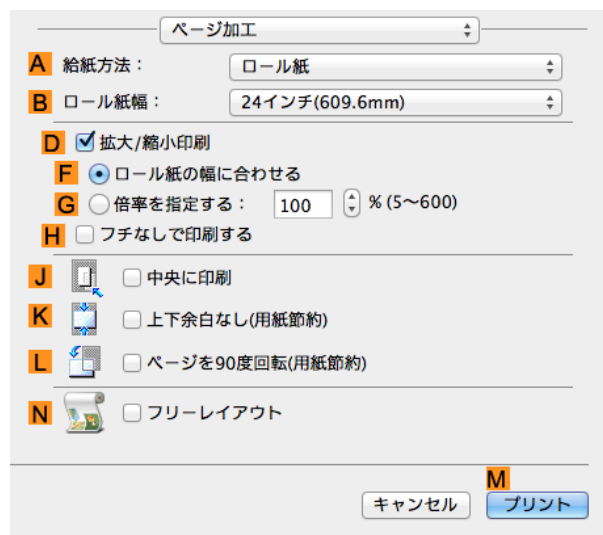 ページ加工
A 給紙方法： ロール紙
B ロール紙幅： 24インチ(609.6mm)
D 拡大/縮小印刷
F ロール紙の幅に合わせる
G 倍率を指定する： 100 % (5～600)
H フチなしで印刷する
J 中央に印刷
K 上下余白なし(用紙節約)
L ページを90度回転(用紙節約)
N フリーレイアウト
M
キャンセル プリント